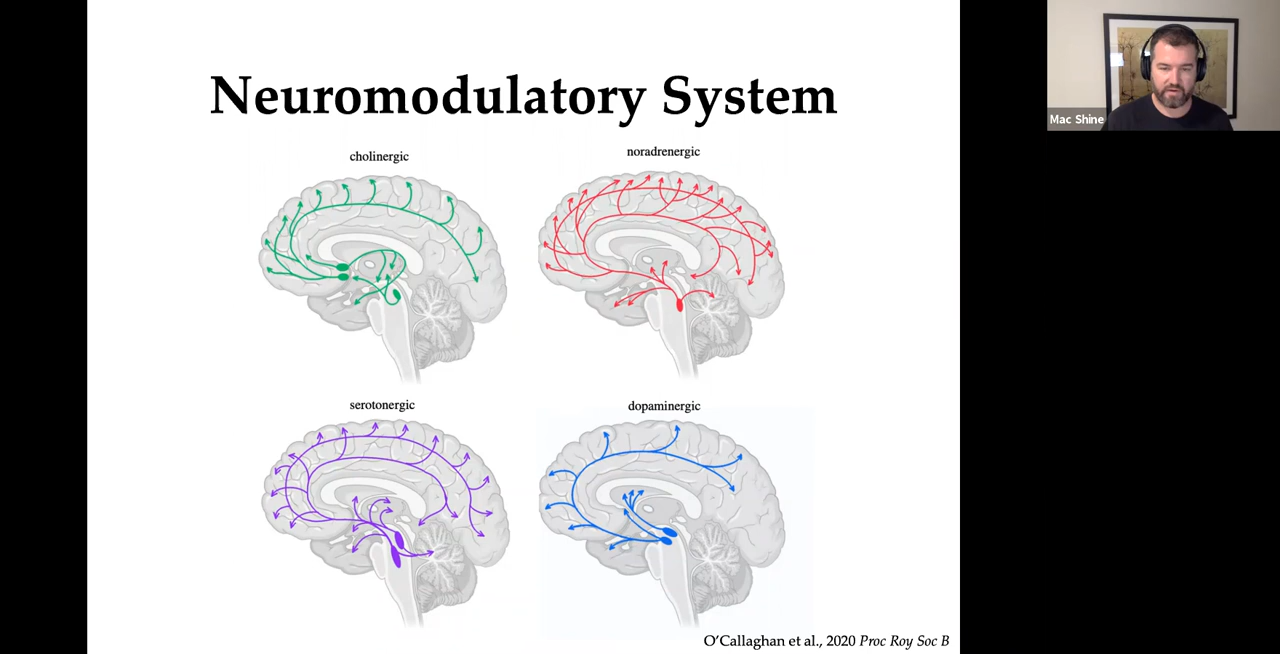 Neuromodulatory System
Mac Shine
cholinergic
noradrenergic
serotonergic
dopaminergic
O’Callaghan et al., 2020 Proc Roy Soc B